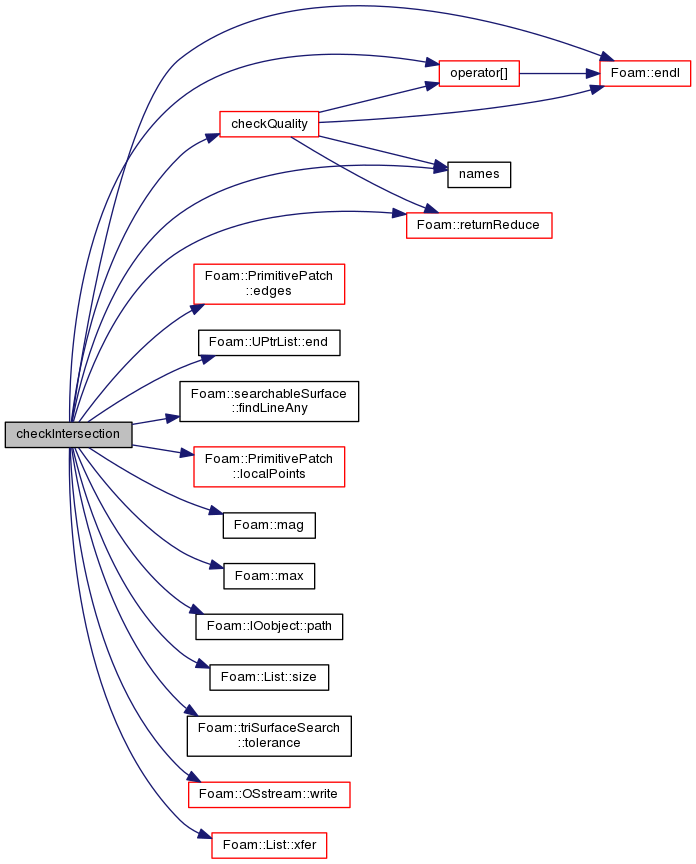 operator[]
Foam::endl
checkQuality
names
Foam::returnReduce
Foam::PrimitivePatch
::edges
Foam::UPtrList::end
Foam::searchableSurface
::findLineAny
checkIntersection
Foam::PrimitivePatch
::localPoints
Foam::mag
Foam::max
Foam::IOobject::path
Foam::List::size
Foam::triSurfaceSearch
::tolerance
Foam::OSstream::write
Foam::List::xfer